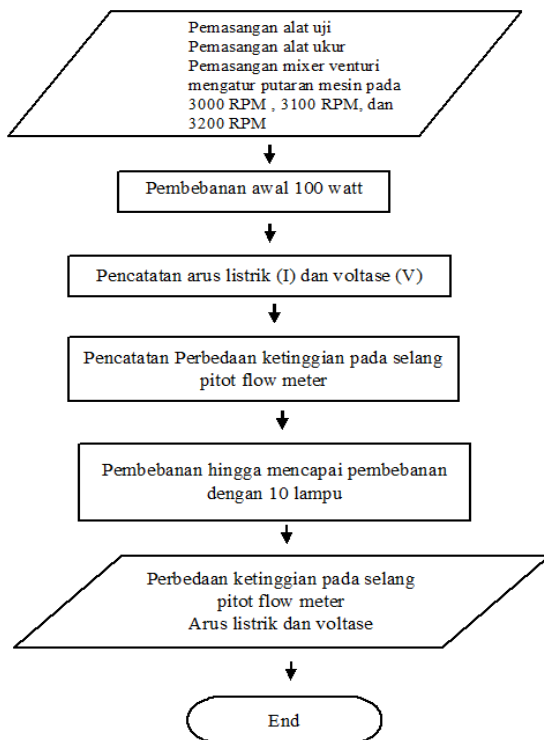 Pemasangan alat uji
Pemasangan alat ukur
Pemasangan mixer venturi
mengatur putaran mesin pada
3000 RPM , 3100 RPM, dan
3200 RPM
Pembebanan awal 100 watt
Pencatatan arus listrik (I) dan voltase (V)
Pencatatan Perbedaan ketinggian pada selang
pitot flow meter
Pembebanan hingga mencapai pembebanan
dengan 10 lampu
Perbedaan ketinggian pada selang
pitot flow meter
Arus listrik dan voltase
End